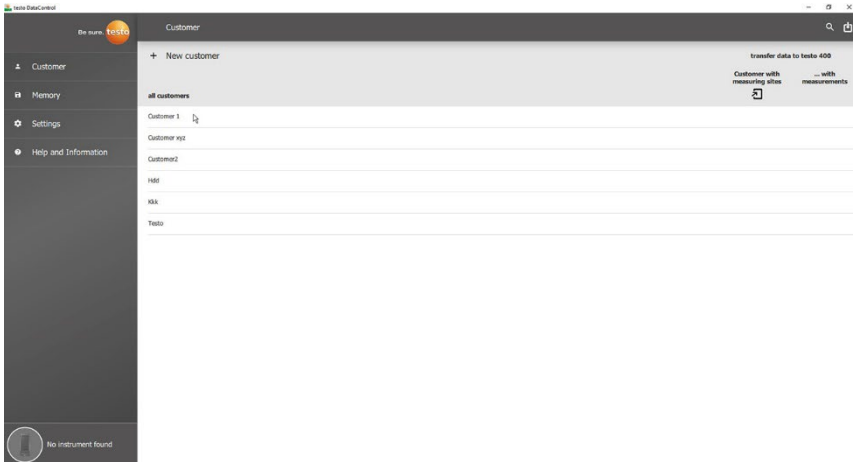 testo DataControl
Be sure. testo
Customer
Customer
Memory
Settings
Help and Information
No instrument found
+ New customer
transfer data to testo 400
Customer with
measuring sites
... with
measurements
all customers
Customer 1
Customer xyz
Customer2
Hdd
Kkk
Testo